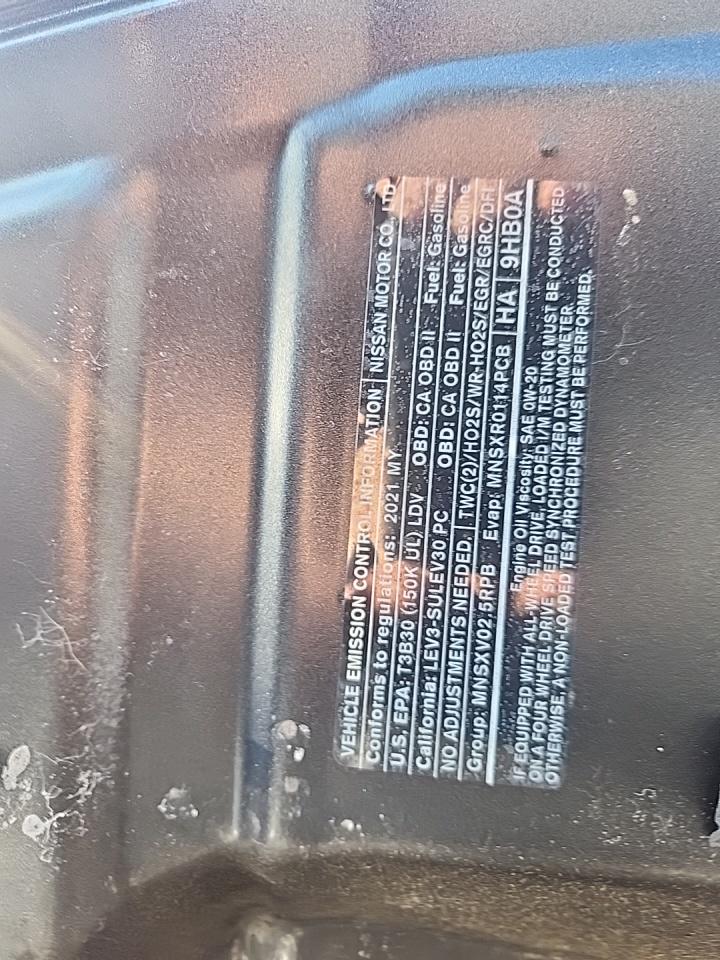 VEHICLE EMISSION CONTROL INFORMATION NISSAN MOTOR CO., LTD
Conforms to regulations: 2021 MY
U.S. EPA: T3B30 (150K UL) LDV OBD: CA OBD II Fuel: Gasoline
California: LEV3-SULEV30 PC OBD: CA OBD II Fuel: Gasoline
NO ADJUSTMENTS NEEDED. TWC(2)/HO2S/WR-HO2S/EGR/EGRC/DFI
Group: MNSXV02.5RPB Evap: MNSXR0114PCB HA 9HB0A
Engine Oil Viscosity: SAE 0W-20
IF EQUIPPED WITH ALL-WHEEL DRIVE, LOADED I/M TESTING MUST BE CONDUCTED
ON A FOUR WHEEL DRIVE SPEED SYNCHRONIZED DYNAMOMETER.
OTHERWISE, A NON-LOADED TEST PROCEDURE MUST BE PERFORMED.